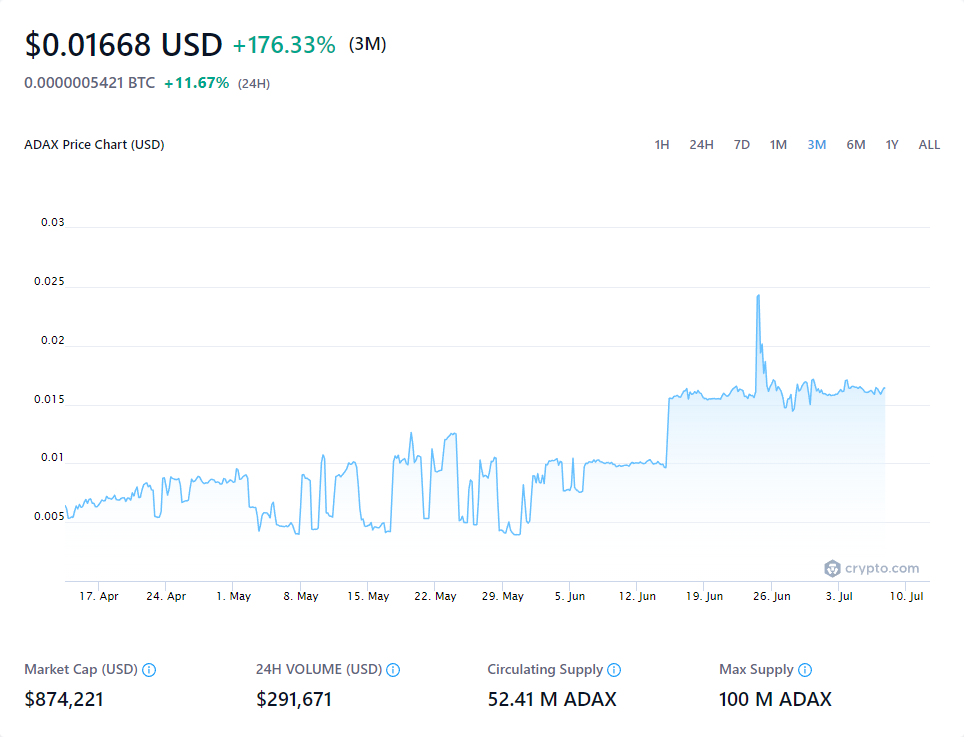 $0.01668 USD +176.33% (3M)
0.0000005421 BTC +11.67% (24H)
ADAX Price Chart (USD) 1H 24H 7D 1M 3M 6M 1Y ALL
0.03
0.025
0.02
0.015
0.01
0.005
crypto.com
17. Apr 24. Apr 1. May 8. May 15. May 22. May 29. May 5. Jun 12. Jun 19. Jun 26. Jun 3. Jul 10. Jul
Market Cap (USD) 24H VOLUME (USD) Circulating Supply Max Supply
$874,221 $291,671 52.41 M ADAX 100 M ADAX